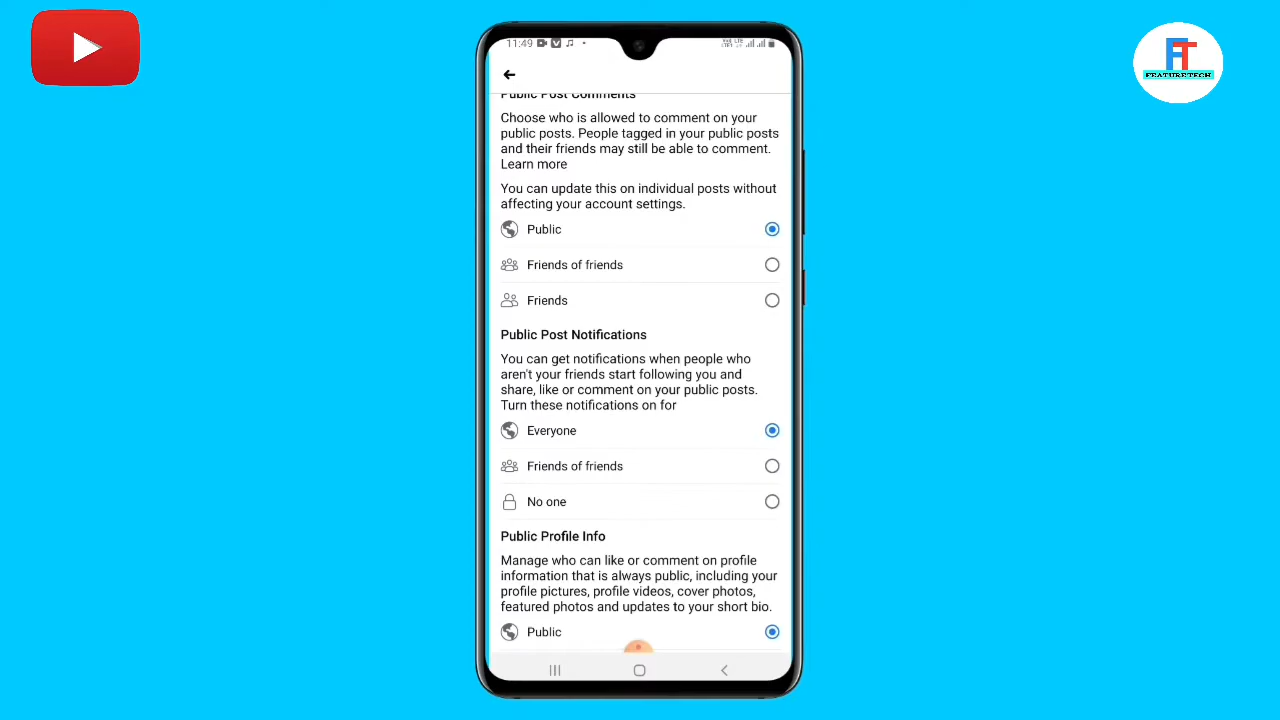 11:49
FT
FEATURETECH
Public Post Comments
Choose who is allowed to comment on your
public posts. People tagged in your public posts
and their friends may still be able to comment.
Learn more
You can update this on individual posts without
affecting your account settings.
Public
Friends of friends
Friends
Public Post Notifications
You can get notifications when people who
aren't your friends start following you and
share, like or comment on your public posts.
Turn these notifications on for
Everyone
Friends of friends
No one
Public Profile Info
Manage who can like or comment on profile
information that is always public, including your
profile pictures, profile videos, cover photos,
featured photos and updates to your short bio.
Public